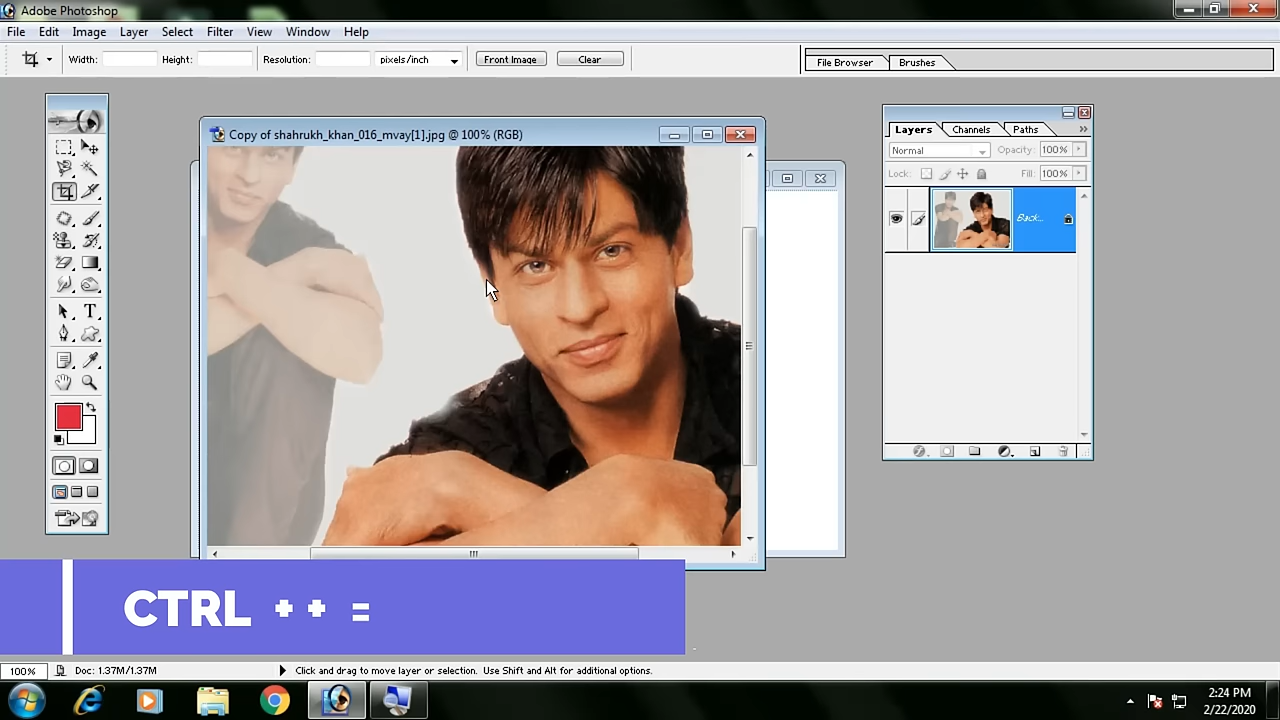 Adobe Photoshop
File Edit Image Layer Select Filter View Window Help
Width: Height: Resolution: pixels/inch Front Image Clear File Browser Brushes
Copy of shahrukh_khan_016_mvay[1].jpg @ 100% (RGB)
Layers Channels Paths
Normal Opacity: 100%
Lock: Fill: 100%
Back...
T
CTRL ++ =
100% Doc: 1.37M/1.37M Click and drag to move layer or selection. Use Shift and Alt for additional options.
2:24 PM
2/22/2020